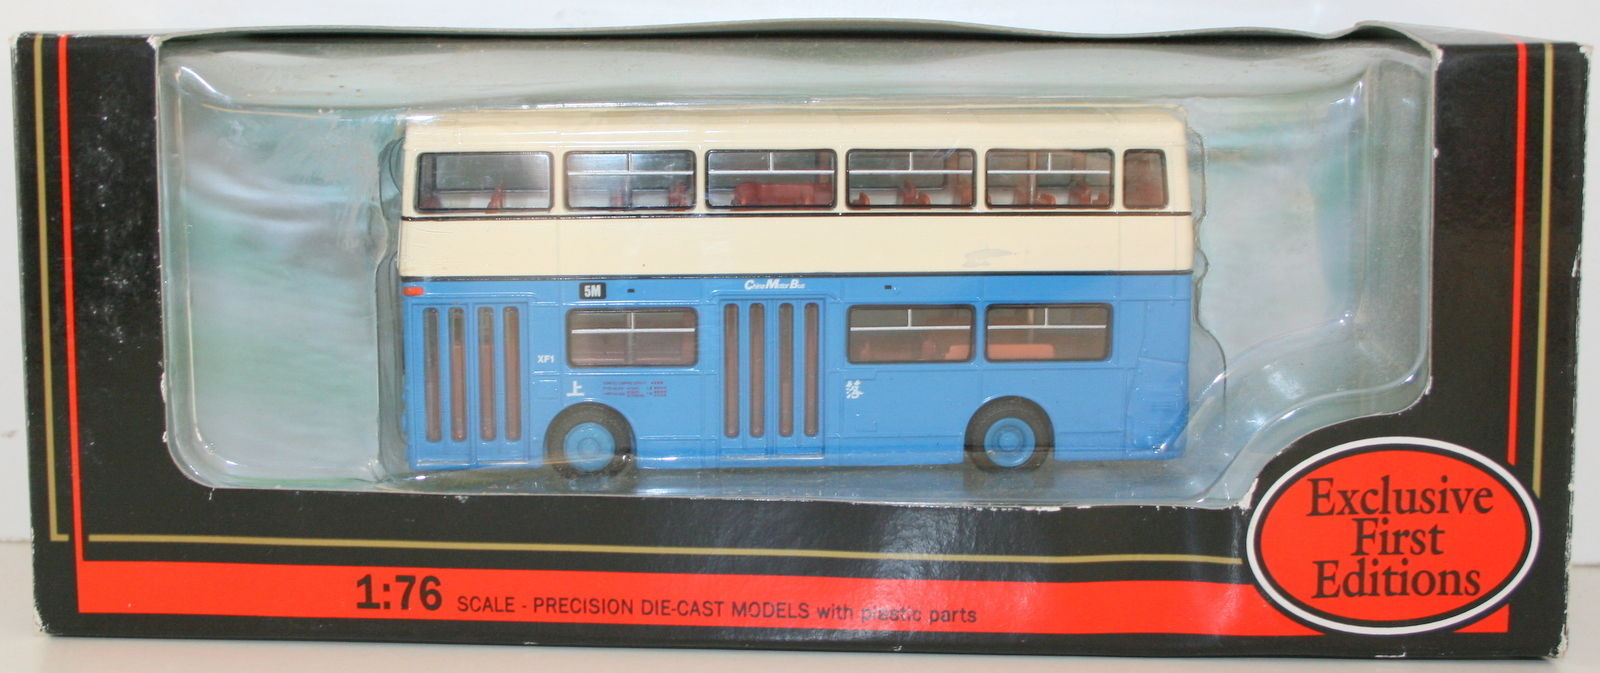 5M
China Motor Bus
XF1
上
落
Exclusive
First
Editions
1:76 SCALE - PRECISION DIE-CAST MODELS with plastic parts